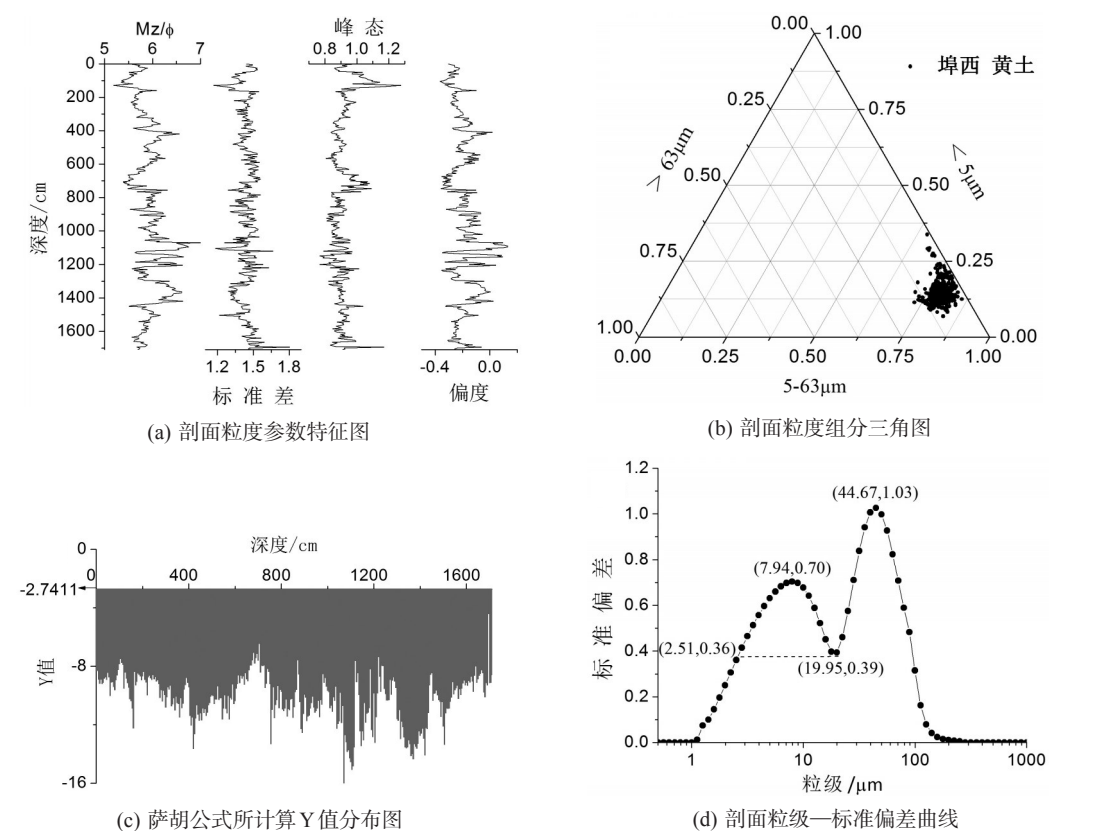 Mz/ϕ
5 6 7
峰 态
0.8 1.0 1.2
0
200
400
600
800
1000
1200
1400
1600
深度/cm
1.2 1.5 1.8
标 准 差
-0.4 0.0
偏度
(a) 剖面粒度参数特征图
0.00
1.00
埠西 黄土
0.25
0.75
> 63μm
< 5μm
0.50
0.50
0.75
0.25
1.00
0.00
0.00 0.25 0.50 0.75 1.00
5-63μm
(b) 剖面粒度组分三角图
深度/cm
0
0 400 800 1200 1600
-2.7411
-8
-16
Y值
(c) 萨胡公式所计算 Y 值分布图
1.2
1.0
0.8
0.6
0.4
0.2
0.0
标 准 偏 差
(44.67,1.03)
(7.94,0.70)
(2.51,0.36)
(19.95,0.39)
1 10 100 1000
粒级/μm
(d) 剖面粒级—标准偏差曲线